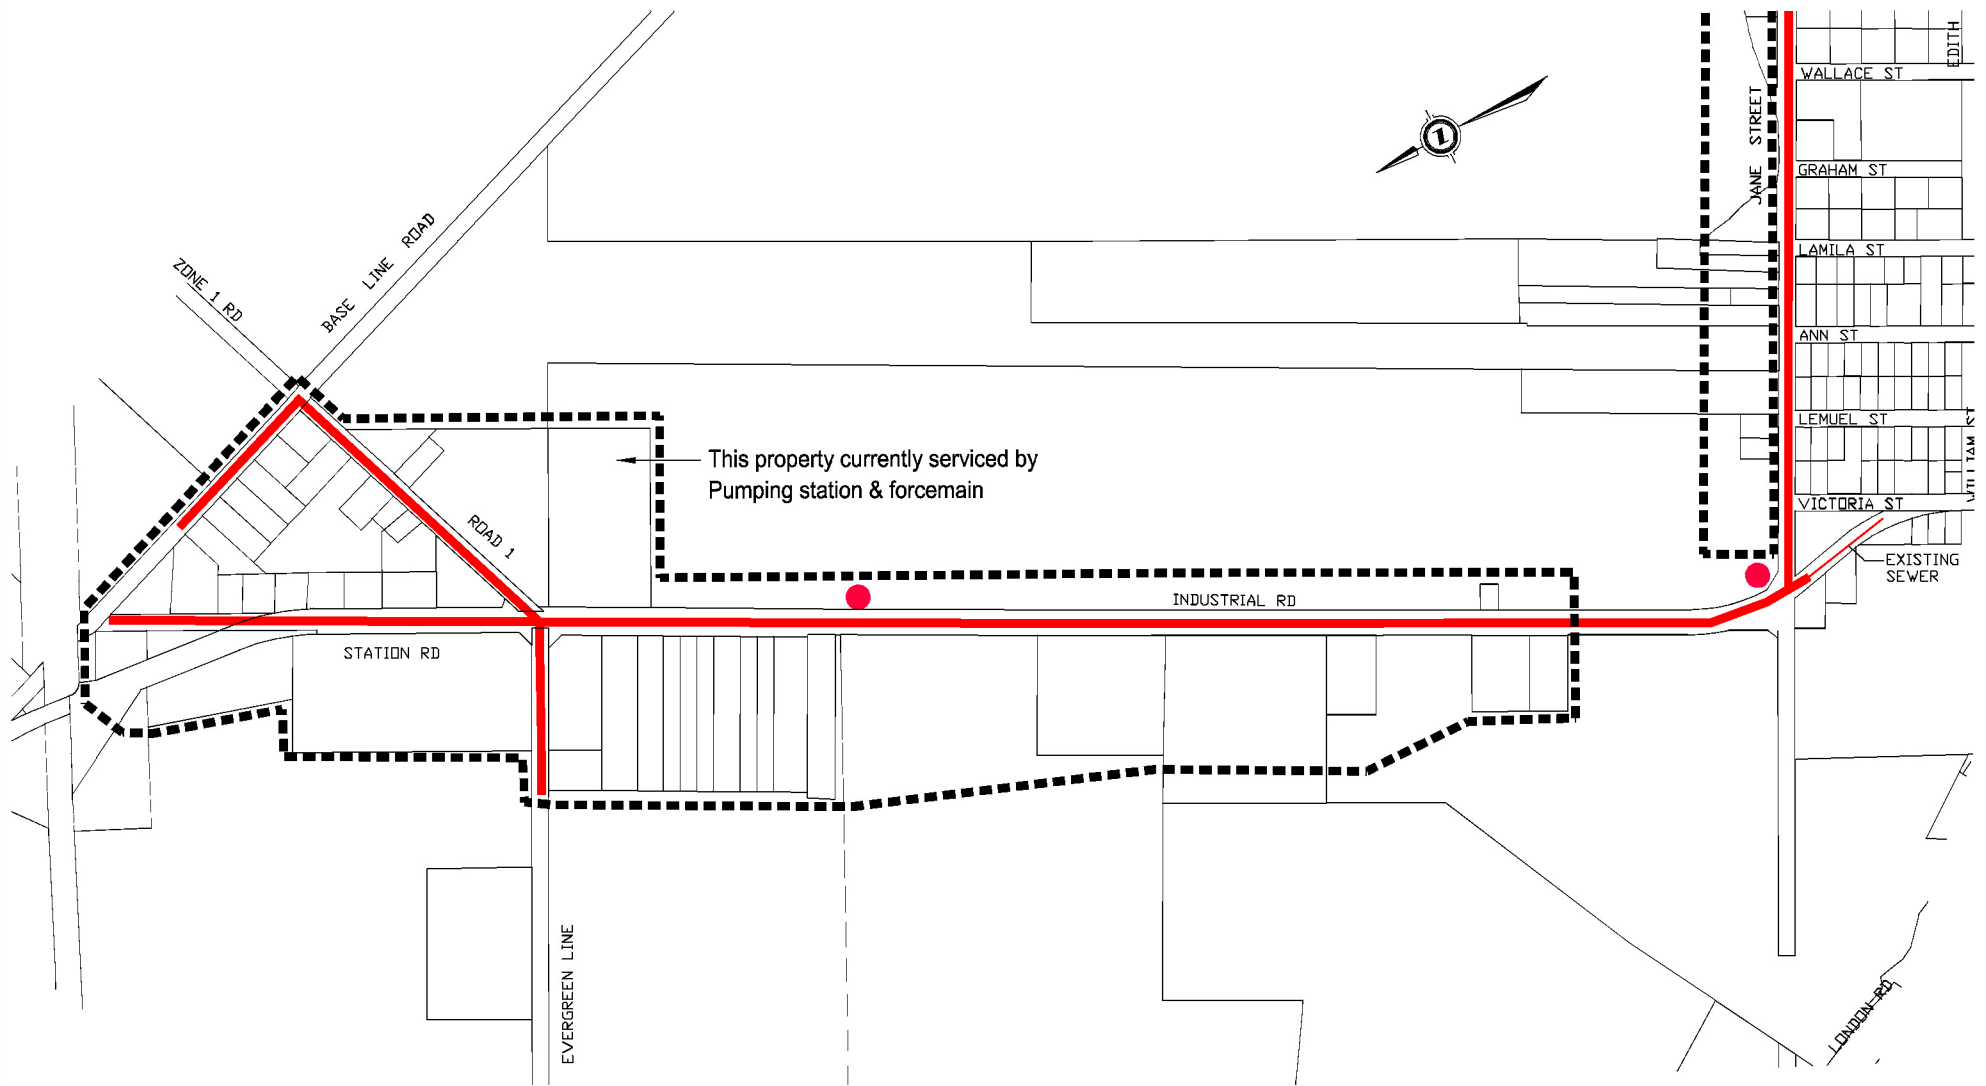 EDITH
WALLACE ST
JANE STREET
GRAHAM ST
LAMILA ST
ANN ST
LEMUEL ST
WILLIAM ST
VICTORIA ST
EXISTING
SEWER
ZONE 1 RD
BASE LINE ROAD
This property currently serviced by
Pumping station & forcemain
ROAD 1
INDUSTRIAL RD
STATION RD
EVERGREEN LINE
LONDON RD
Z